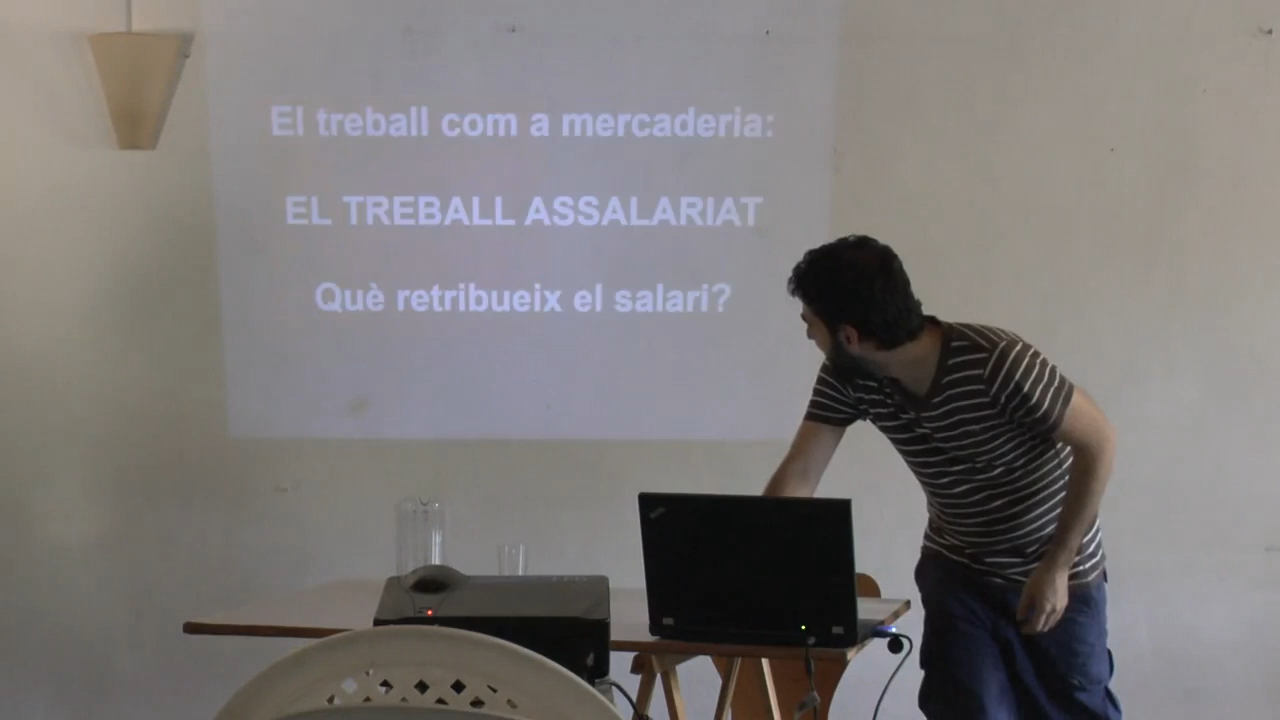 El treball com a mercaderia:
EL TREBALL ASSALARIAT
Què retribueix el salari?